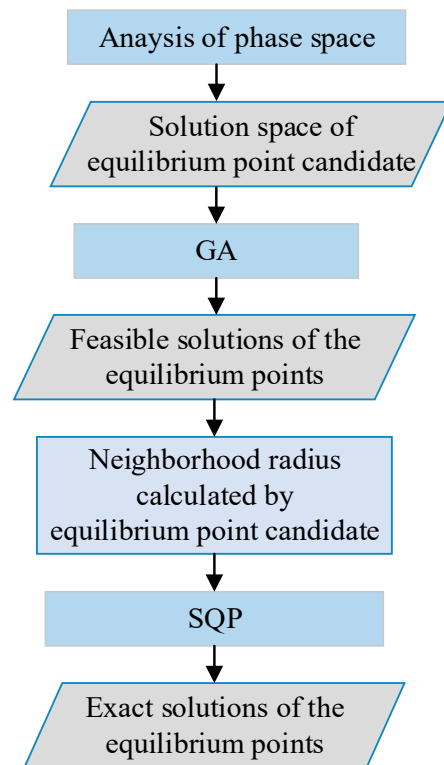 Anaysis of phase space
Solution space of
equilibrium point candidate
GA
Feasible solutions of the
equilibrium points
Neighborhood radius
calculated by
equilibrium point candidate
SQP
Exact solutions of the
equilibrium points